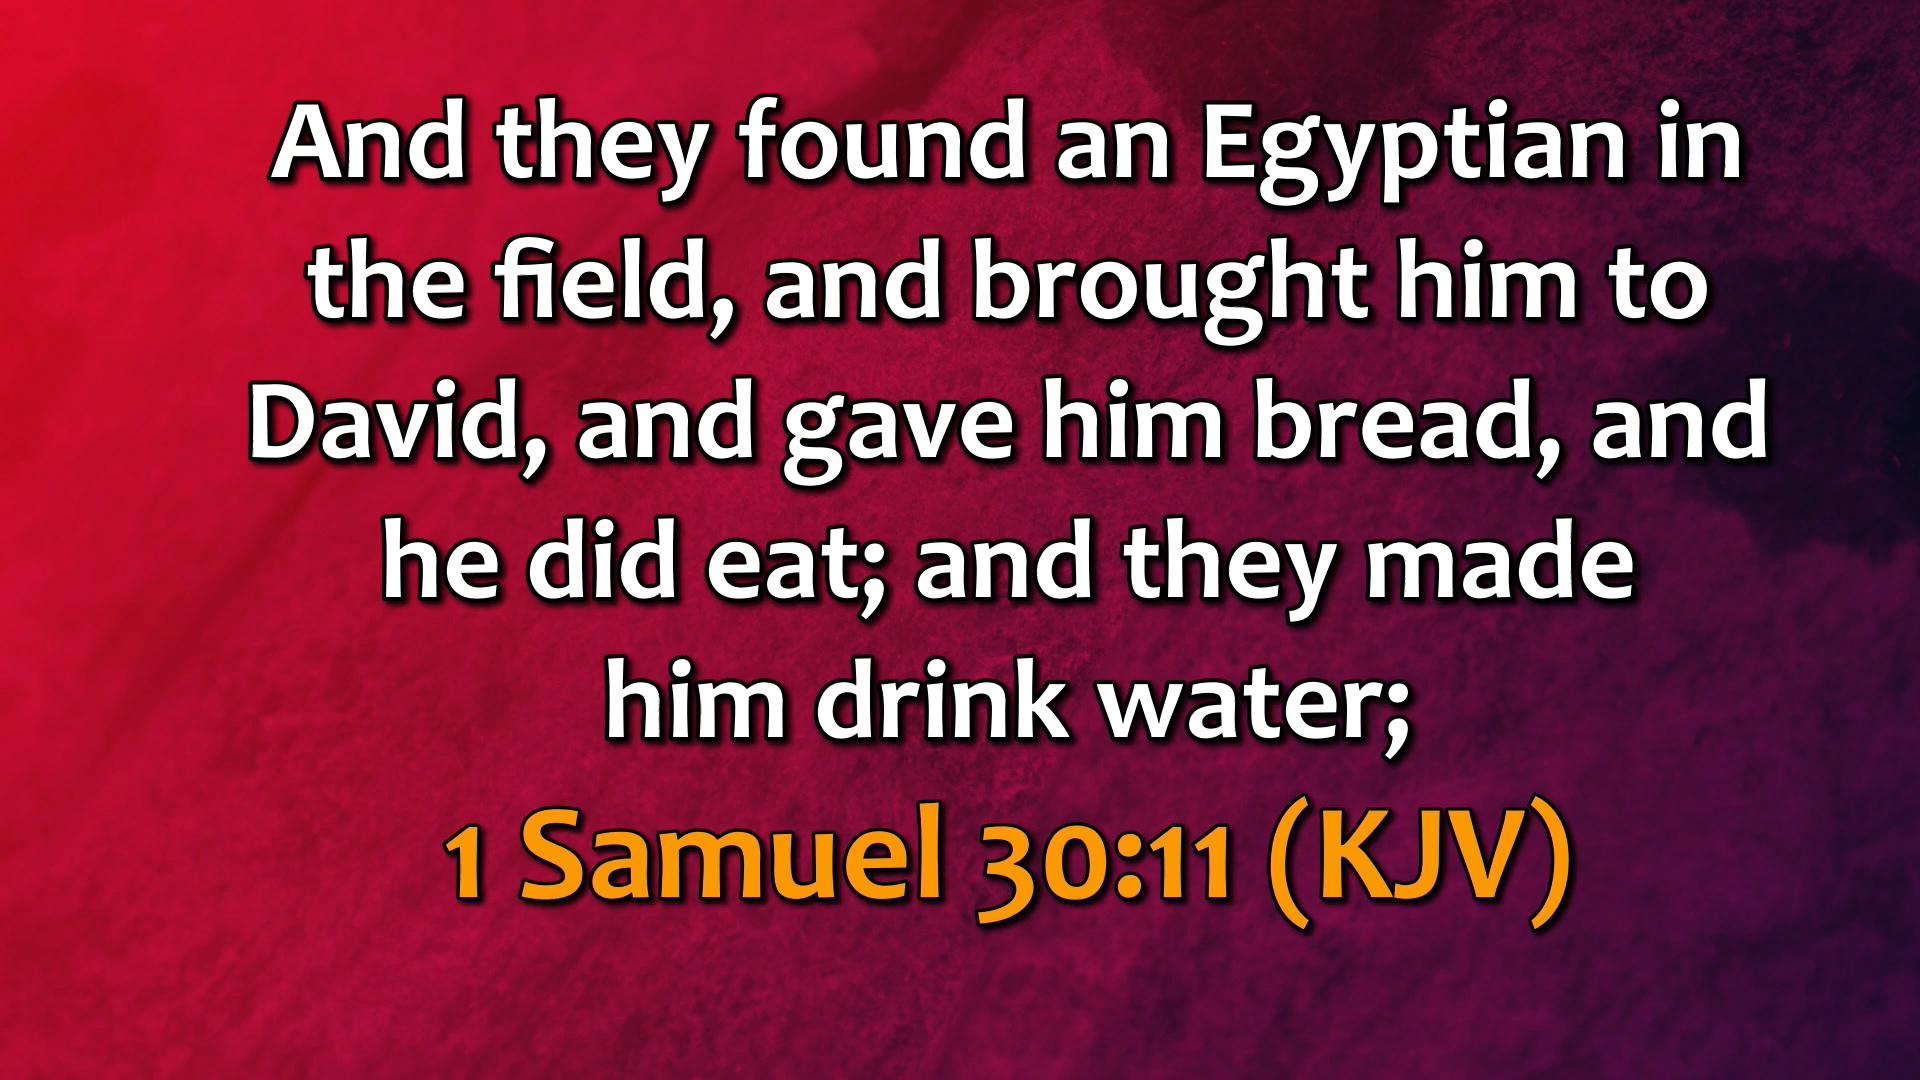 And they found an Egyptian in
the field, and brought him to
David, and gave him bread, and
he did eat; and they made
him drink water;
1 Samuel 30:11 (KJV)